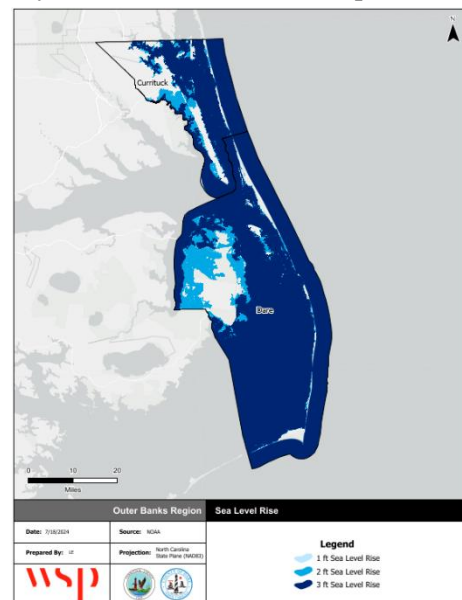 N
Currituck
Dare
0 10 20
Miles
Outer Banks Region
Sea Level Rise
Date: 7/18/2024
Source: NOAA
Prepared By:
Projection: North Carolina
State Plane (NAD83)
wsp
Legend
1 ft Sea Level Rise
2 ft Sea Level Rise
3 ft Sea Level Rise